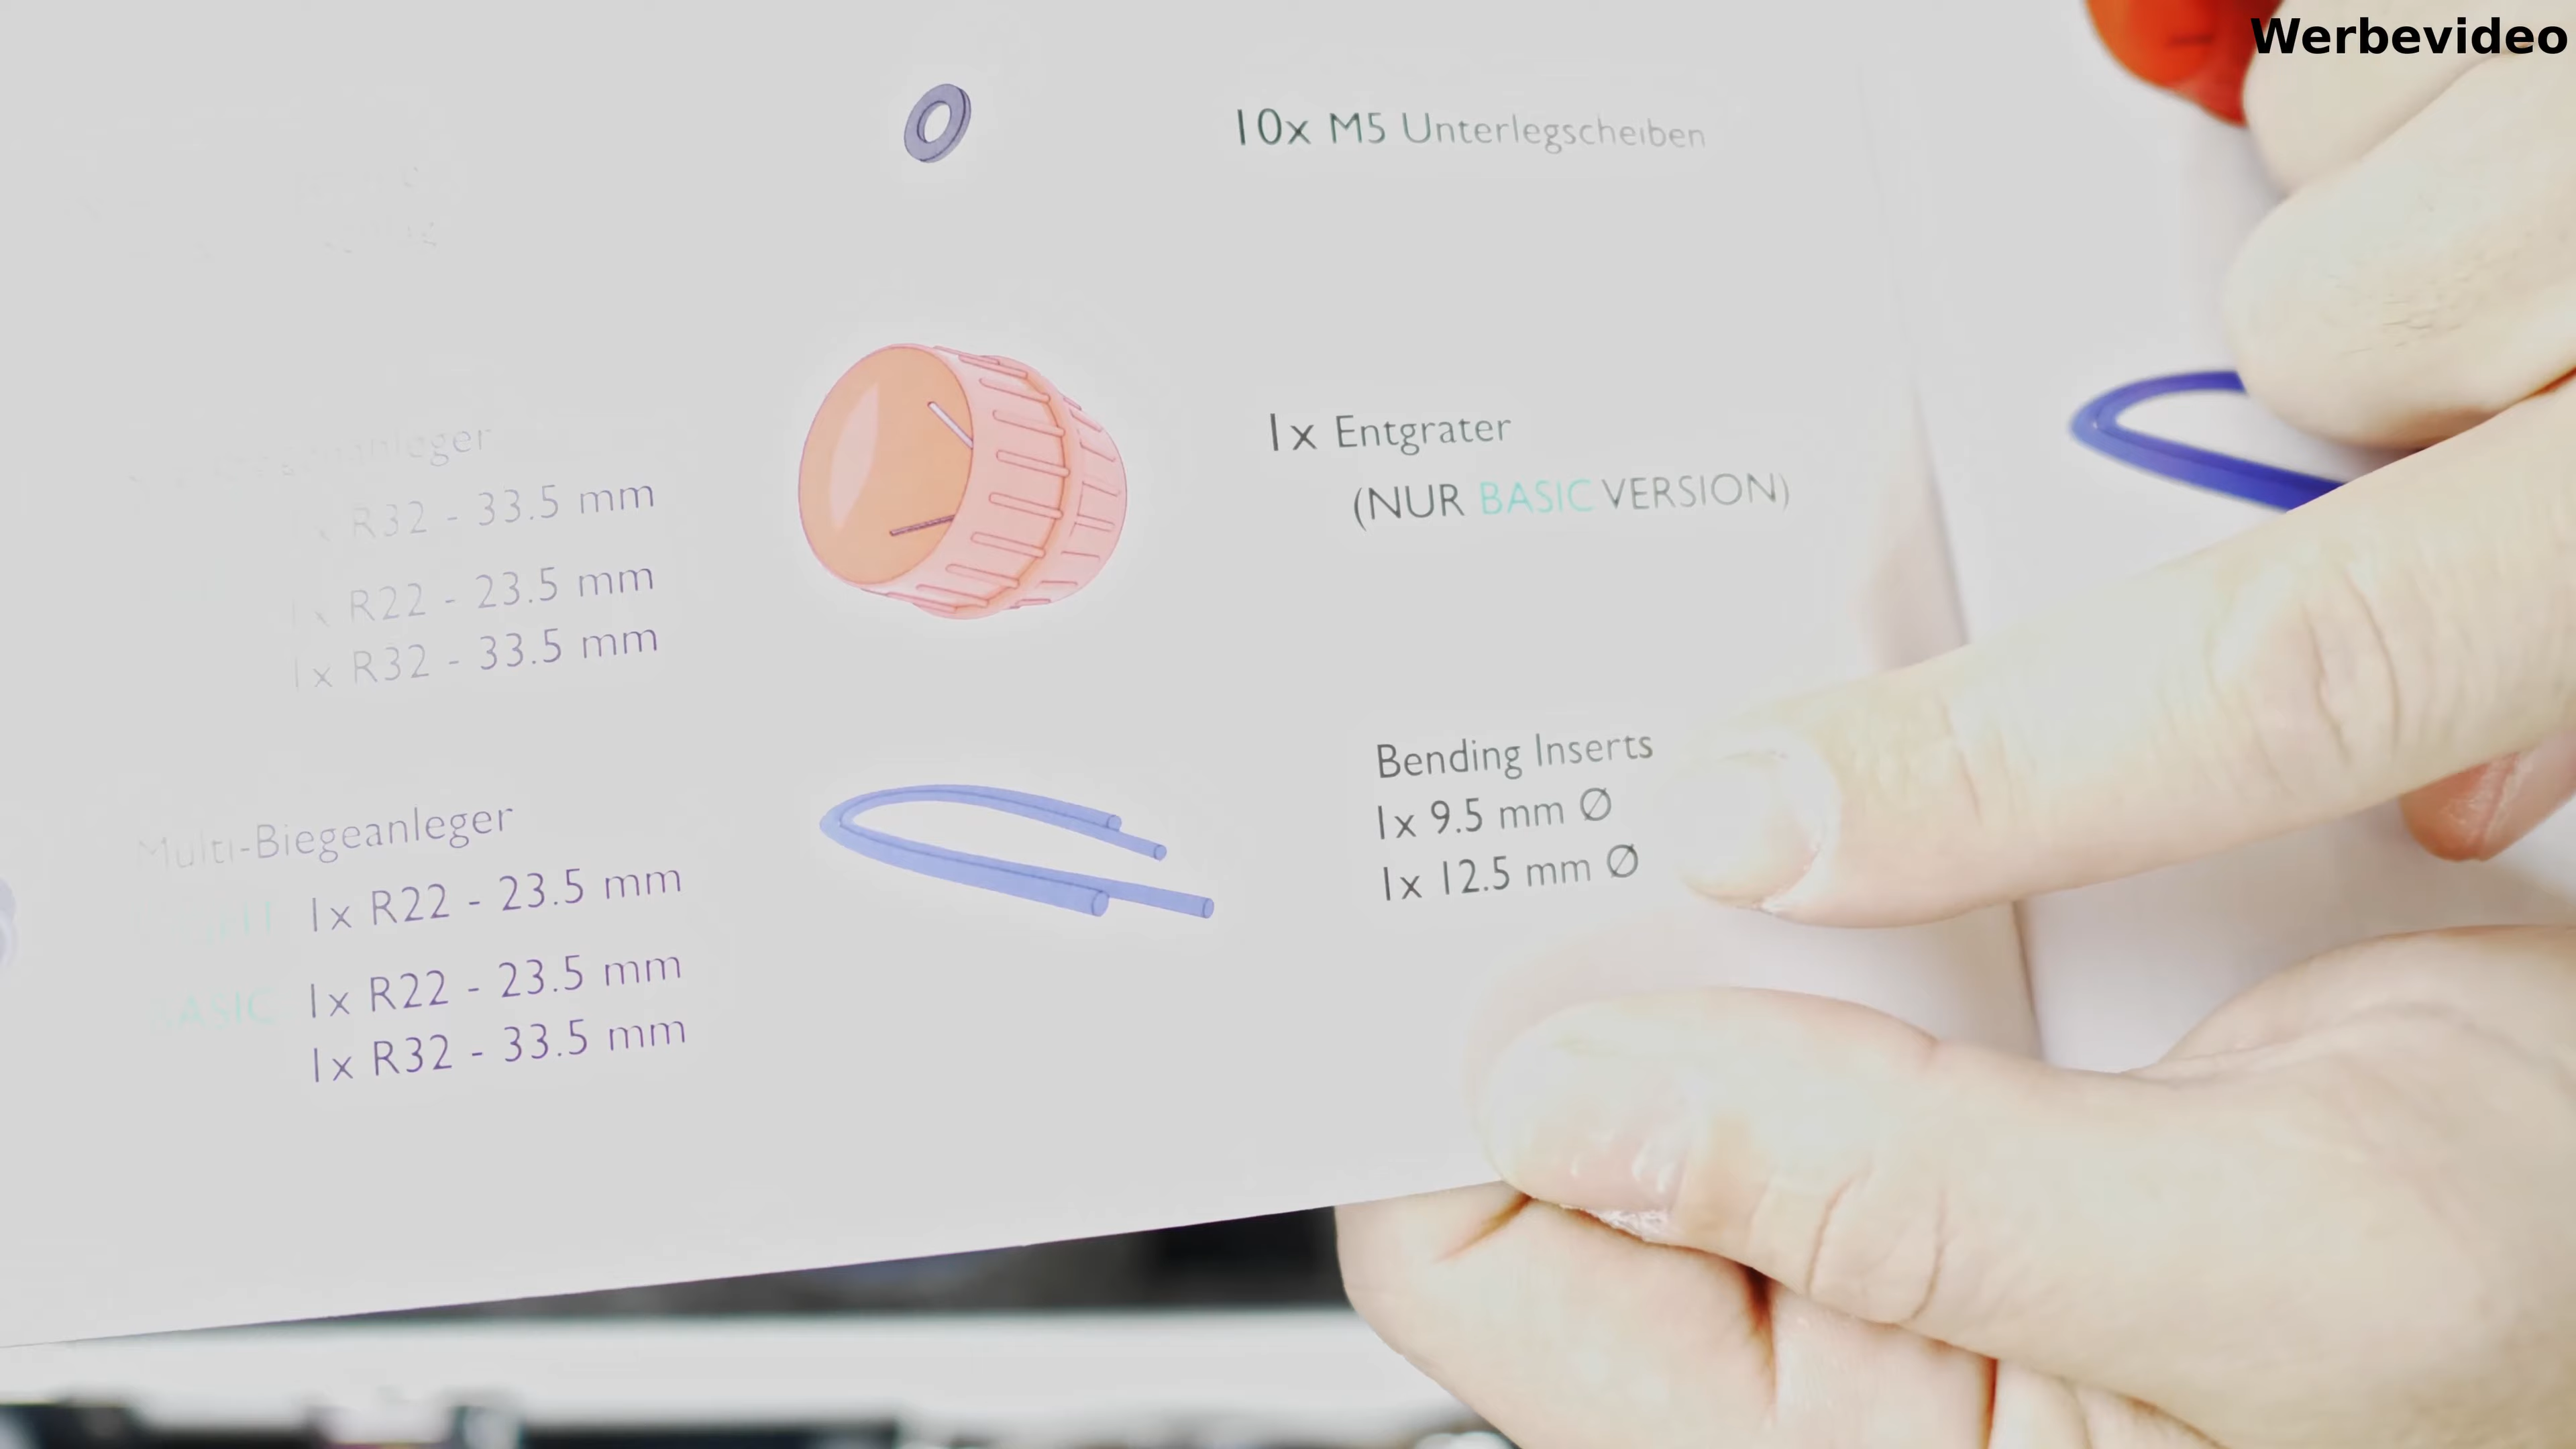 Werbevideo
10x M5 Unterlegscheiben
R32 - 33.5 mm
1x R22 - 23.5 mm
1x R32 - 33.5 mm
1x Entgrater
(NUR BASIC VERSION)
Multi-Biegeanleger
1x R22 - 23.5 mm
BASIC 1x R22 - 23.5 mm
1x R32 - 33.5 mm
Bending Inserts
1x 9.5 mm Ø
1x 12.5 mm Ø